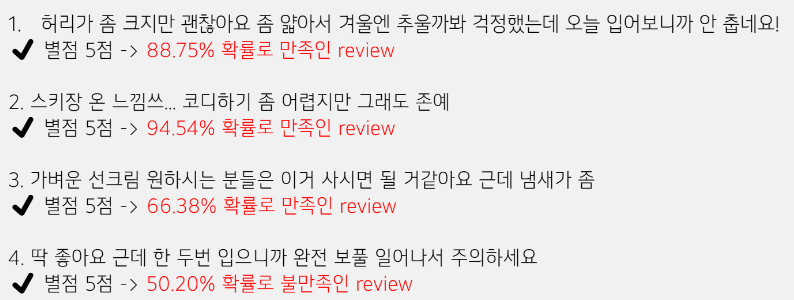 1. 허리가 좀 크지만 괜찮아요 좀 얇아서 겨울엔 추울까봐 걱정했는데 오늘 입어보니까 안 춥네요!
✔ 별점 5점 -> 88.75% 확률로 만족인 review
2. 스키장 온 느낌쓰... 코디하기 좀 어렵지만 그래도 존예
✔ 별점 5점 -> 94.54% 확률로 만족인 review
3. 가벼운 선크림 원하시는 분들은 이거 사시면 될 거같아요 근데 냄새가 좀
✔ 별점 5점 -> 66.38% 확률로 만족인 review
4. 딱 좋아요 근데 한 두번 입으니까 완전 보풀 일어나서 주의하세요
✔ 별점 5점 -> 50.20% 확률로 불만족인 review